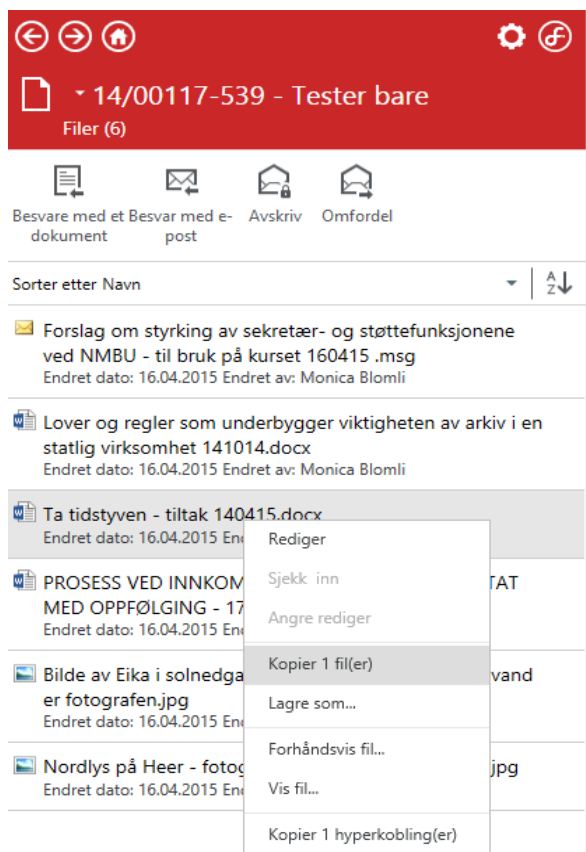 14/00117-539 - Tester bare
Filer (6)
Besvare med et dokument
Besvar med e-post
Avskriv
Omfordel
Sorter etter Navn
A
Z
Forslag om styrking av sekretær- og støttefunksjonene
ved NMBU - til bruk på kurset 160415 .msg
Endret dato: 16.04.2015 Endret av: Monica Blomli
Lover og regler som underbygger viktigheten av arkiv i en
statlig virksomhet 141014.docx
Endret dato: 16.04.2015 Endret av: Monica Blomli
Ta tidstyven - tiltak 140415.docx
Endret dato: 16.04.2015
PROSESS VED INNKOM TAT
MED OPPFØLGING - 17
Endret dato: 16.04.2015
Bilde av Eika i solnedga vand
er fotografen.jpg
Endret dato: 16.04.2015
Nordlys på Heer - fotog jpg
Endret dato: 16.04.2015
Rediger
Sjekk inn
Angre rediger
Kopier 1 fil(er)
Lagre som...
Forhåndsvis fil...
Vis fil...
Kopier 1 hyperkobling(er)